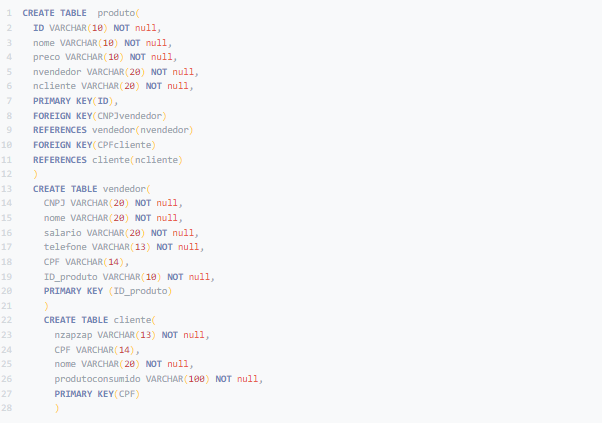 1 CREATE TABLE  produto(
2 ID VARCHAR(10) NOT null,
3 nome VARCHAR(10) NOT null,
4 preco VARCHAR(10) NOT null,
5 nvendedor VARCHAR(20) NOT null,
6 ncliente VARCHAR(20) NOT null,
7 PRIMARY KEY(ID),
8 FOREIGN KEY(CNPJvendedor)
9 REFERENCES vendedor(nvendedor)
10 FOREIGN KEY(CPFcliente)
11 REFERENCES cliente(ncliente)
12 )
13 CREATE TABLE vendedor(
14 CNPJ VARCHAR(20) NOT null,
15 nome VARCHAR(20) NOT null,
16 salario VARCHAR(20) NOT null,
17 telefone VARCHAR(13) NOT null,
18 CPF VARCHAR(14),
19 ID_produto VARCHAR(10) NOT null,
20 PRIMARY KEY (ID_produto)
21 )
22 CREATE TABLE cliente(
23 nzapzap VARCHAR(13) NOT null,
24 CPF VARCHAR(14),
25 nome VARCHAR(20) NOT null,
26 produtoconsumido VARCHAR(100) NOT null,
27 PRIMARY KEY(CPF)
28 )